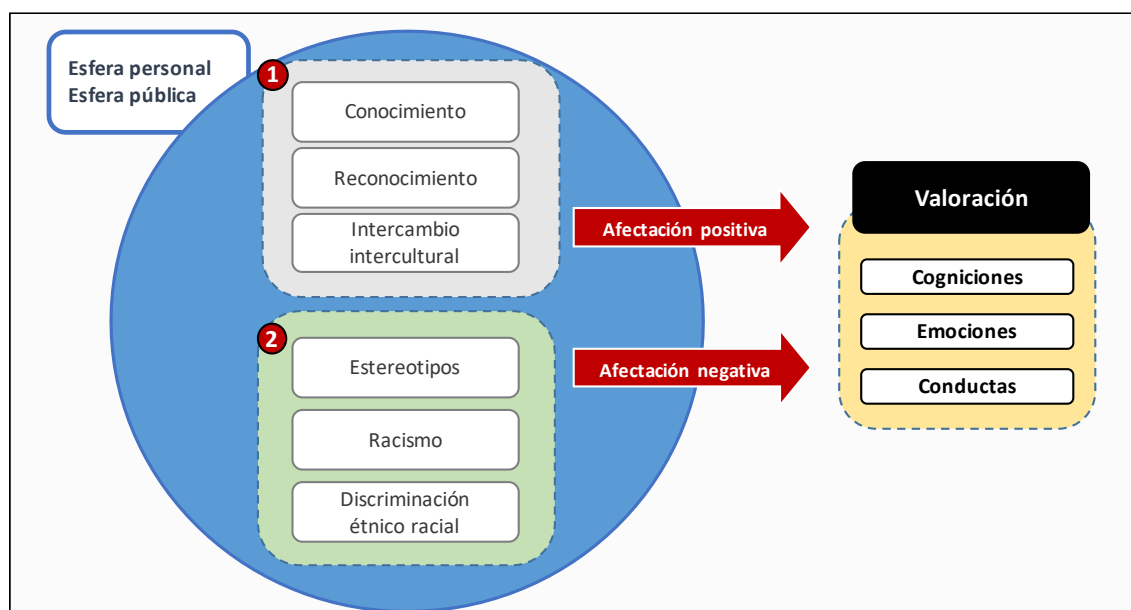 Esfera personal
Esfera pública
1
Conocimiento
Reconocimiento
Intercambio
intercultural
Afectación positiva
Valoración
Cogniciones
Emociones
Conductas
2
Estereotipos
Racismo
Discriminación
étnico racial
Afectación negativa